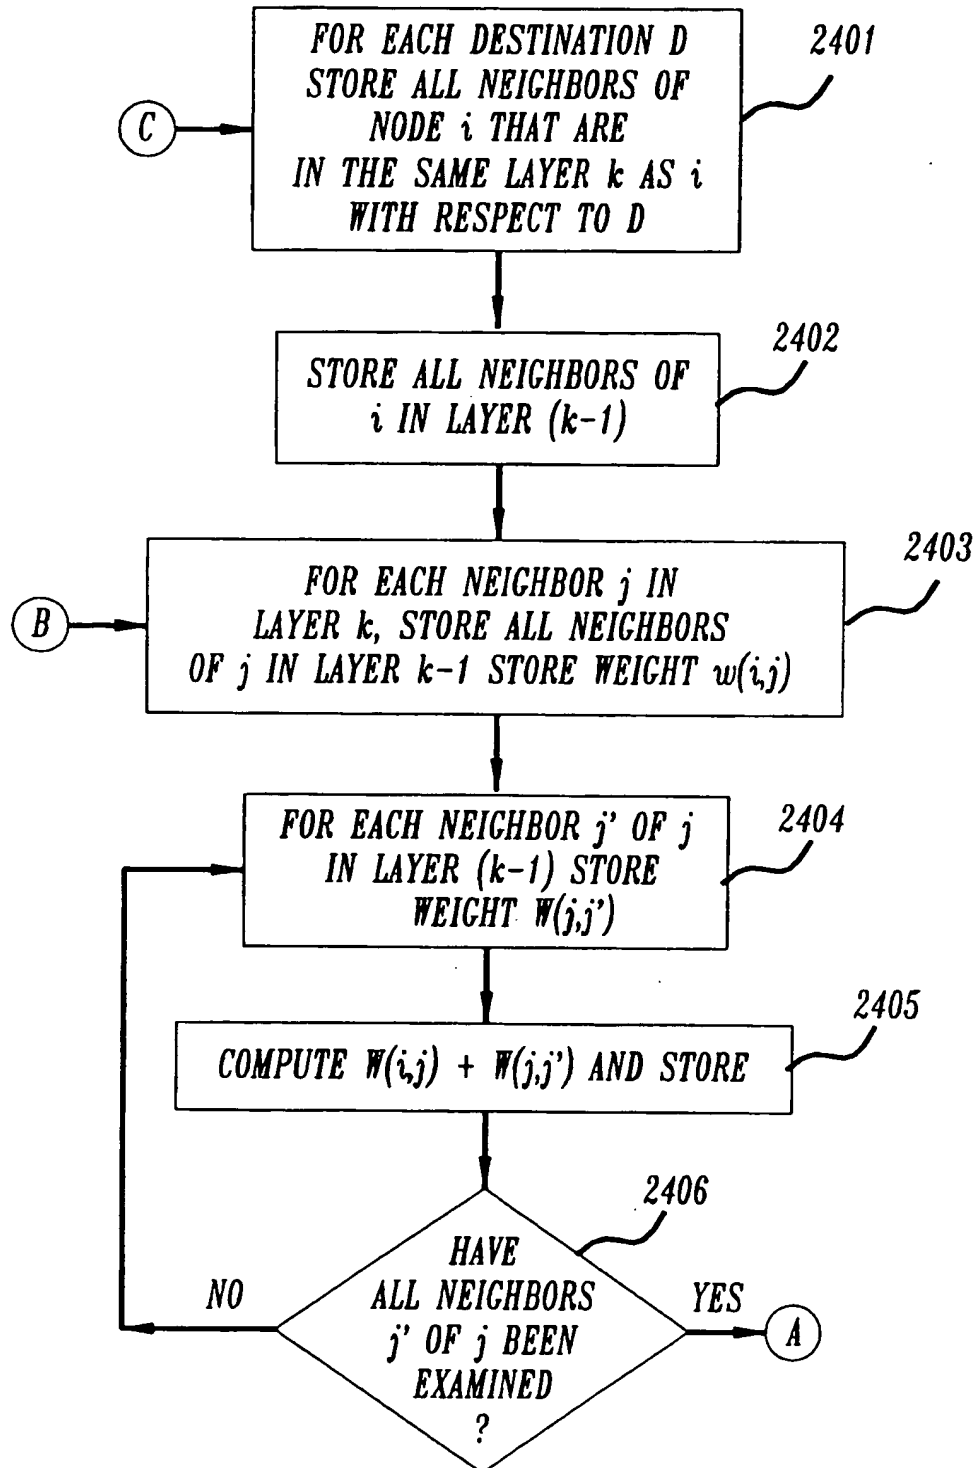 FOR EACH DESTINATION D
STORE ALL NEIGHBORS OF
NODE i THAT ARE
IN THE SAME LAYER k AS i
WITH RESPECT TO D
2401
C
STORE ALL NEIGHBORS OF
i IN LAYER (k-1)
2402
FOR EACH NEIGHBOR j IN
LAYER k, STORE ALL NEIGHBORS
OF j IN LAYER k-1 STORE WEIGHT w(i,j)
2403
B
FOR EACH NEIGHBOR j' OF j
IN LAYER (k-1) STORE
WEIGHT W(j,j')
2404
COMPUTE W(i,j) + W(j,j') AND STORE
2405
HAVE
ALL NEIGHBORS
j' OF j BEEN
EXAMINED
?
2406
NO
YES
A